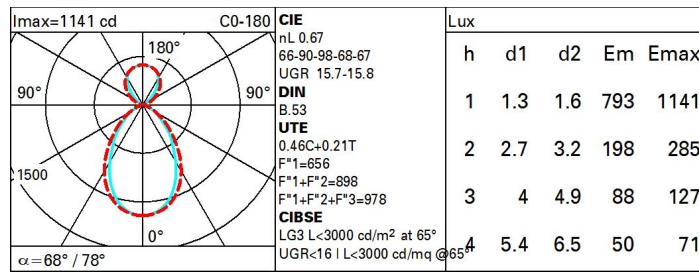 Imax=1141 cd
C0-180
180°
90°
90°
1500
0°
α=68° / 78°
CIE
nL 0.67
66-90-98-68-67
UGR 15.7-15.8
DIN
B.53
UTE
0.46C+0.21T
F"1=656
F"1+F"2=898
F"1+F"2+F"3=978
CIBSE
LG3 L<3000 cd/m² at 65°
UGR<16 | L<3000 cd/mq @65°
Lux
h d1 d2 Em Emax
1 1.3 1.6 793 1141
2 2.7 3.2 198 285
3 4 4.9 88 127
4 5.4 6.5 50 71